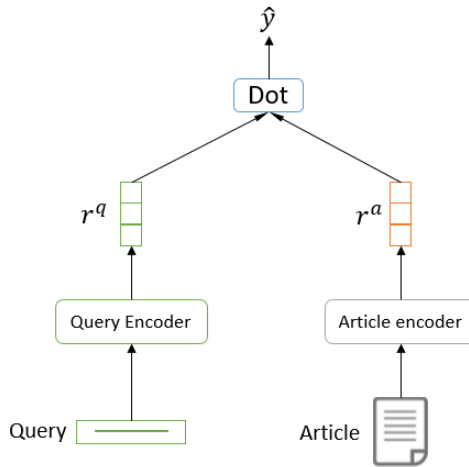 ŷ
Dot
r^q
r^a
Query Encoder
Article encoder
Query
Article